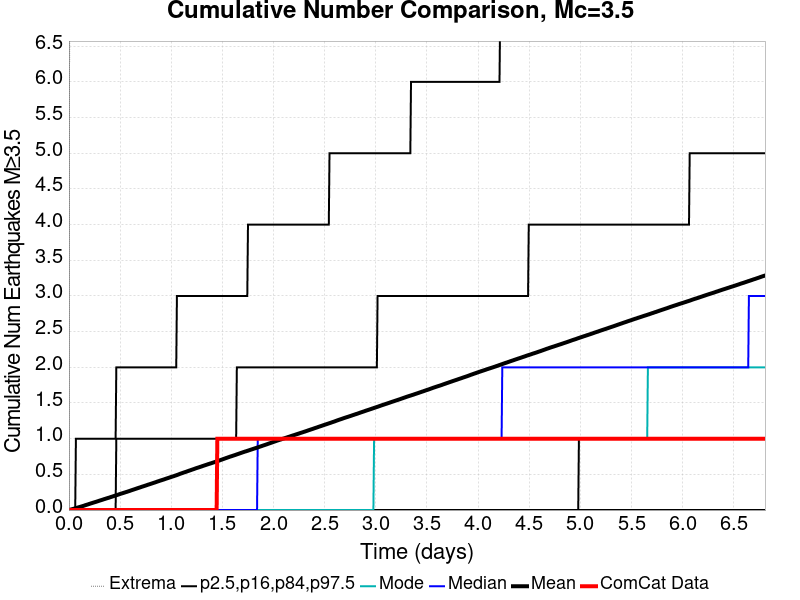 Cumulative Number Comparison, Mc=3.5
Cumulative Num Earthquakes M≥3.5
6.5
6.0
5.5
5.0
4.5
4.0
3.5
3.0
2.5
2.0
1.5
1.0
0.5
0.0
0.0 0.5 1.0 1.5 2.0 2.5 3.0 3.5 4.0 4.5 5.0 5.5 6.0 6.5
Time (days)
Extrema p2.5,p16,p84,p97.5 Mode Median Mean ComCat Data